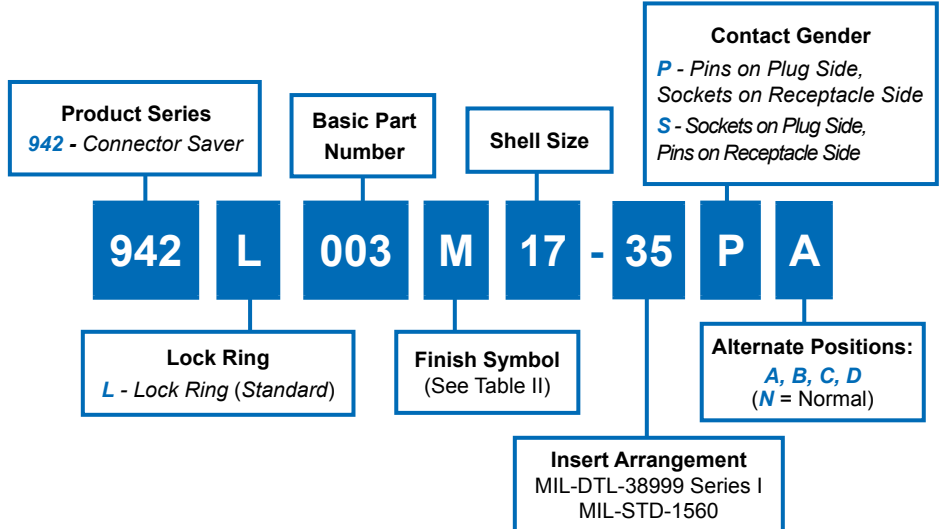 Contact Gender
P - Pins on Plug Side,
Sockets on Receptacle Side
S - Sockets on Plug Side,
Pins on Receptacle Side
Product Series
942 - Connector Saver
Basic Part
Number
Shell Size
942 L 003 M 17 - 35 P A
Lock Ring
L - Lock Ring (Standard)
Finish Symbol
(See Table II)
Alternate Positions:
A, B, C, D
(N = Normal)
Insert Arrangement
MIL-DTL-38999 Series I
MIL-STD-1560